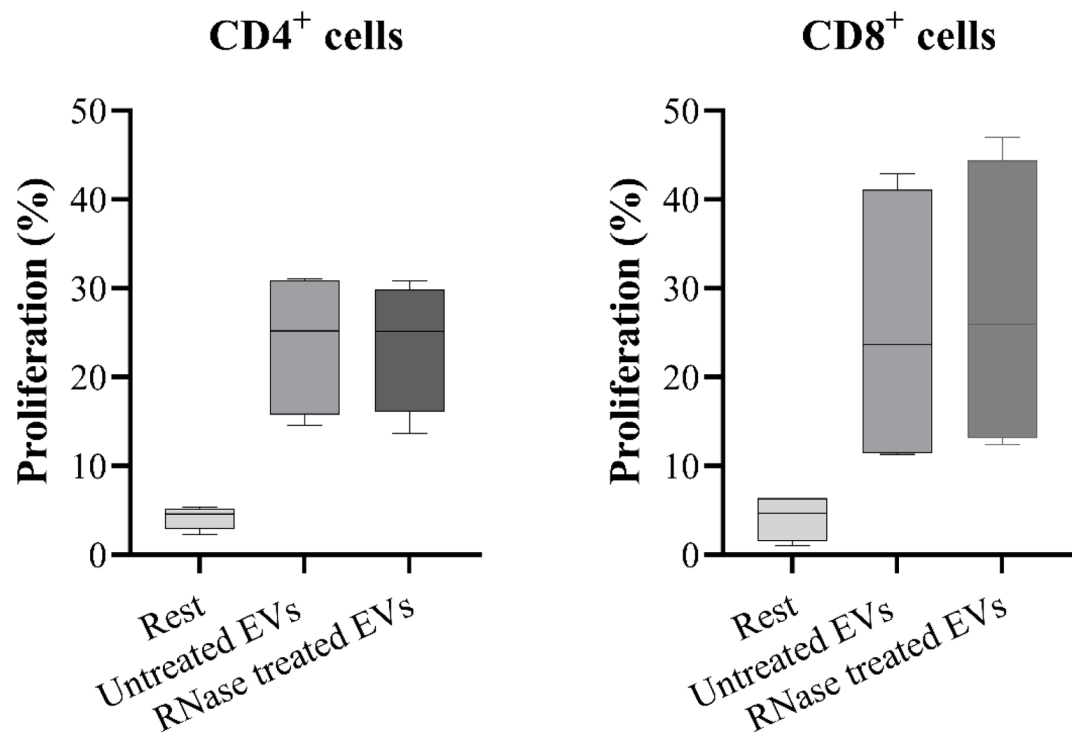 CD4⁺ cells
Proliferation (%)
50
40
30
20
10
0
Rest
Untreated EVs
RNase treated EVs
CD8⁺ cells
Proliferation (%)
50
40
30
20
10
0
Rest
Untreated EVs
RNase treated EVs